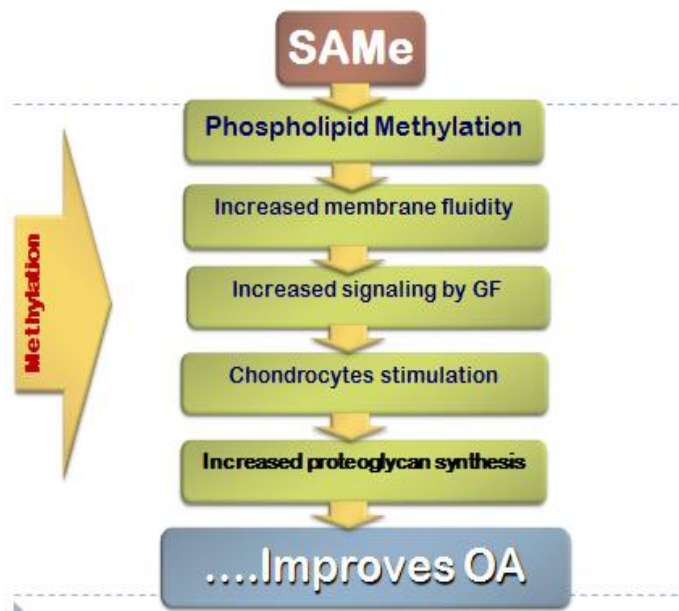 SAMe
Phospholipid Methylation
Increased membrane fluidity
Increased signaling by GF
Methylation
Chondrocytes stimulation
Increased proteoglycan synthesis
....Improves OA